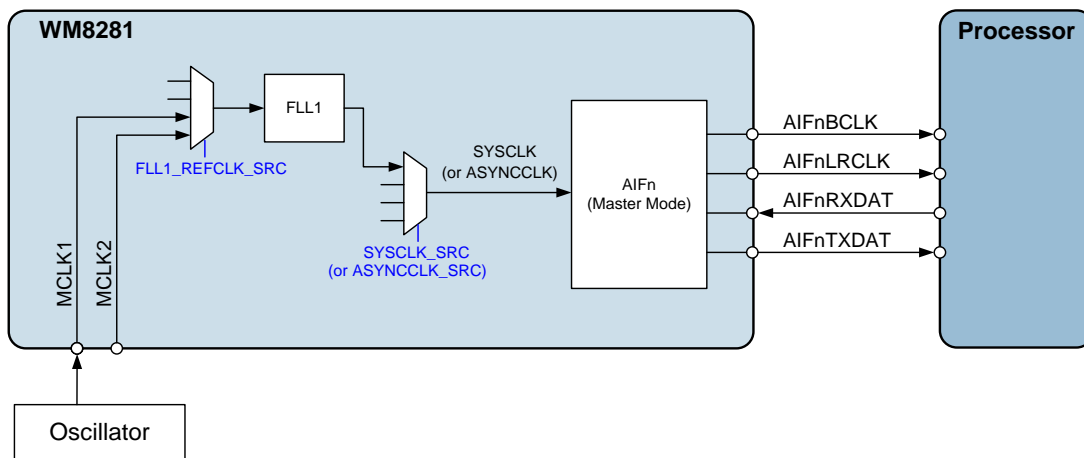 WM8281
Processor
FLL1
FLL1_REFCLK_SRC
SYSCLK
(or ASYNCCLK)
SYSCLK_SRC
(or ASYNCCLK_SRC)
AIFn
(Master Mode)
AIFnBCLK
AIFnLRCLK
AIFnRXDAT
AIFnTXDAT
MCLK1
MCLK2
Oscillator